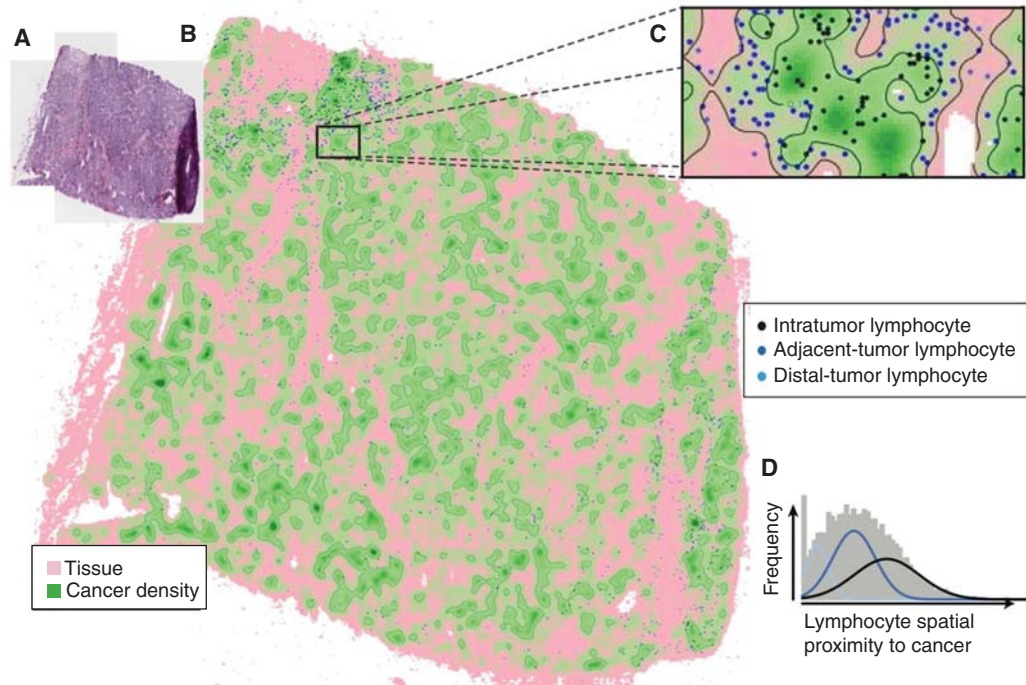 A
B
C
Intratumor lymphocyte
Adjacent-tumor lymphocyte
Distal-tumor lymphocyte
D
Frequency
Lymphocyte spatial
proximity to cancer
Tissue
Cancer density